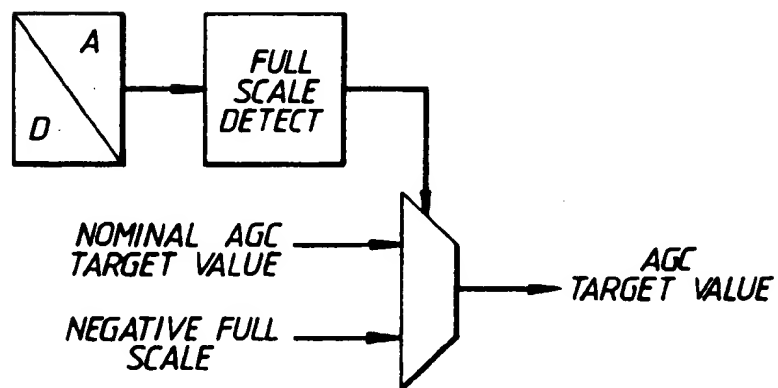 A
D
FULL
SCALE
DETECT
NOMINAL AGC
TARGET VALUE
NEGATIVE FULL
SCALE
AGC
TARGET VALUE